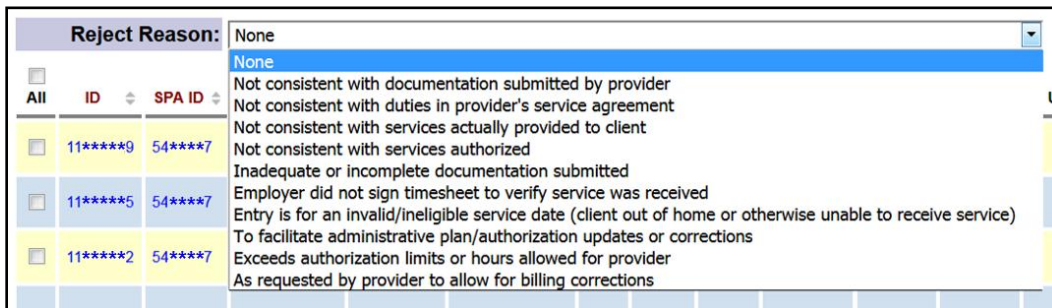 Reject Reason: None
None
Not consistent with documentation submitted by provider
Not consistent with duties in provider's service agreement
Not consistent with services actually provided to client
Not consistent with services authorized
Inadequate or incomplete documentation submitted
Employer did not sign timesheet to verify service was received
Entry is for an invalid/ineligible service date (client out of home or otherwise unable to receive service)
To facilitate administrative plan/authorization updates or corrections
Exceeds authorization limits or hours allowed for provider
As requested by provider to allow for billing corrections
All ID SPA ID
11*****9 54****7
11*****5 54****7
11*****2 54****7